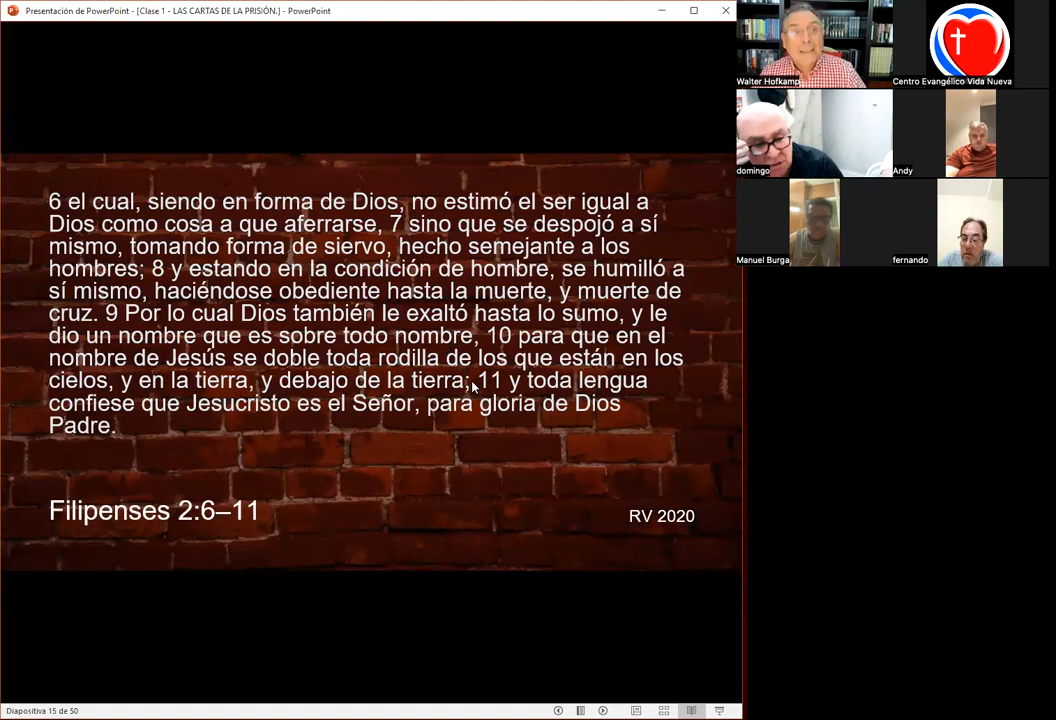 Presentación de PowerPoint - [Clase 1 - LAS CARTAS DE LA PRISIÓN.] - PowerPoint
6 el cual, siendo en forma de Dios, no estimó el ser igual a
Dios como cosa a que aferrarse, 7 sino que se despojó a sí
mismo, tomando forma de siervo, hecho semejante a los
hombres; 8 y estando en la condición de hombre, se humilló a
sí mismo, haciéndose obediente hasta la muerte, y muerte de
cruz. 9 Por lo cual Dios también le exaltó hasta lo sumo, y le
dio un nombre que es sobre todo nombre, 10 para que en el
nombre de Jesús se doble toda rodilla de los que están en los
cielos, y en la tierra, y debajo de la tierra; 11 y toda lengua
confiese que Jesucristo es el Señor, para gloria de Dios
Padre.
Filipenses 2:6–11
RV 2020
Diapositiva 15 de 50
Walter Hofkamp
Centro Evangélico Vida Nueva
domingo
Andy
Manuel Burga
fernando